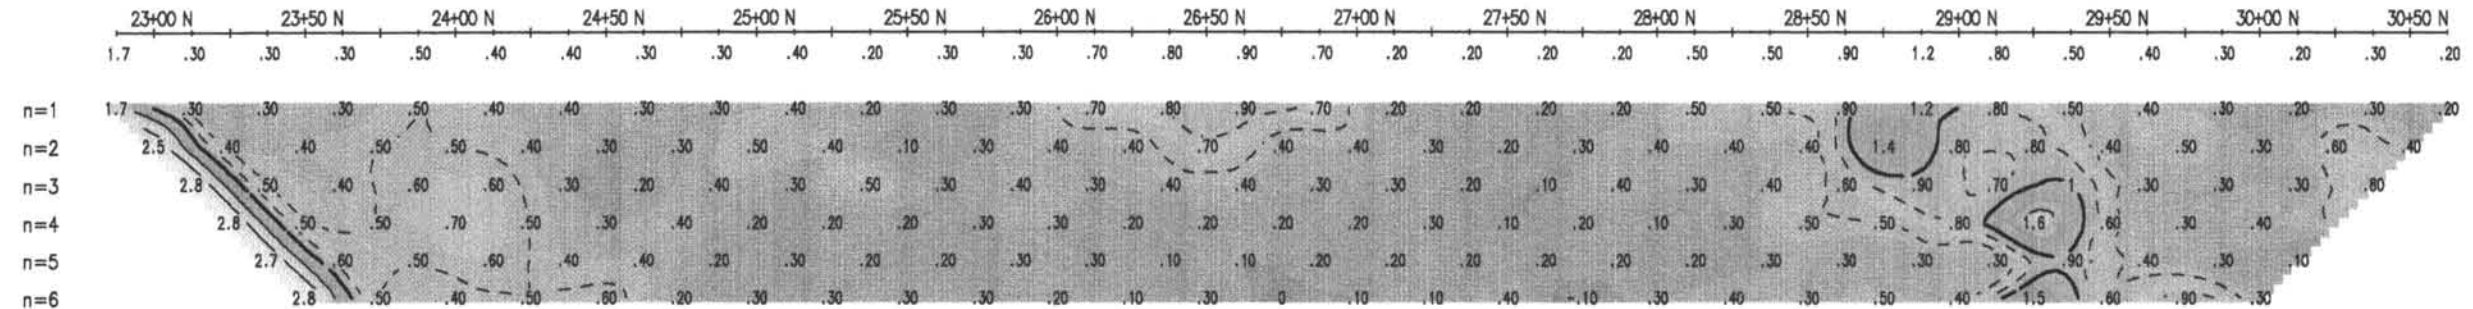 23+00 N 23+50 N 24+00 N 24+50 N 25+00 N 25+50 N 26+00 N 26+50 N 27+00 N 27+50 N 28+00 N 28+50 N 29+00 N 29+50 N 30+00 N 30+50 N
1.7 .30 .30 .30 .50 .40 .40 .30 .30 .40 .20 .30 .30 .70 .80 .90 .70 .20 .20 .20 .20 .50 .50 .90 1.2 .80 .50 .40 .30 .20 .30 .20
n=1 1.7 .30 .30 .30 .50 .40 .40 .30 .30 .40 .20 .30 .30 .70 .80 .90 .70 .20 .20 .20 .20 .50 .50 .90 1.2 .80 .50 .40 .30 .20 .30 .20
n=2 2.5 .40 .40 .50 .50 .40 .30 .30 .50 .40 .10 .30 .40 .40 .70 .40 .40 .30 .20 .30 .40 .40 .40 .40 1.4 .80 .80 .40 .50 .30 .60 .40
n=3 2.8 .50 .40 .60 .60 .30 .20 .40 .30 .50 .30 .40 .30 .40 .40 .30 .20 .10 .40 .30 .40 .60 .90 .70 1 .30 .30 .30 .80
n=4 2.8 .50 .50 .70 .50 .30 .40 .20 .20 .20 .30 .20 .20 .20 .20 .30 .10 .20 .10 .30 .50 .50 .80 1.6 .60 .30 .40
n=5 2.7 .60 .50 .60 .40 .40 .20 .30 .20 .20 .30 .30 .10 .10 .20 .20 .20 .20 .20 .30 .30 .30 .30 .90 .40 .30 .10
n=6 2.8 .50 .40 .50 .60 .20 .30 .30 .30 .30 .20 .10 .30 0 .10 .10 .40 -.10 .30 .40 .30 .50 .40 1.5 .60 .90 .30